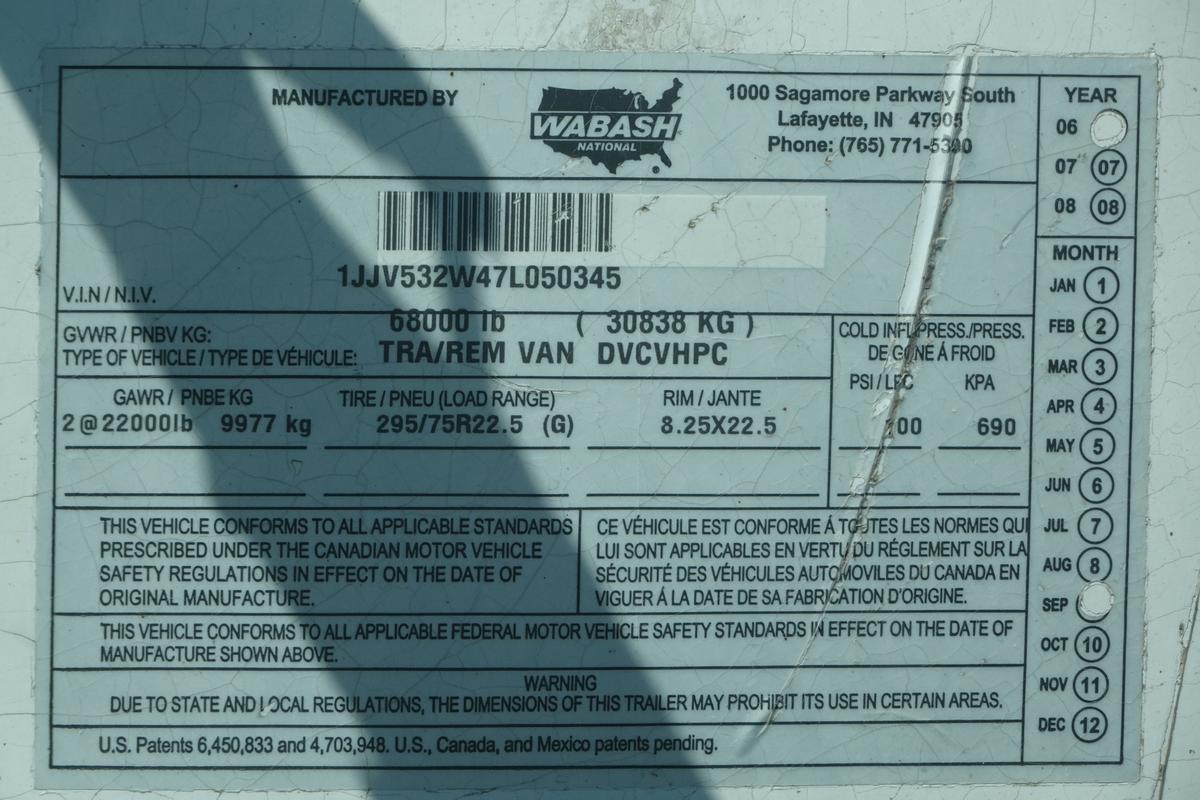 MANUFACTURED BY
WABASH
NATIONAL
®
1000 Sagamore Parkway South
Lafayette, IN 47905
Phone: (765) 771-5300
1JJV532W47L050345
V.I.N / N.I.V.
GVWR / PNBV KG: 68000 lb ( 30838 KG )
TYPE OF VEHICLE / TYPE DE VÉHICULE: TRA/REM VAN DVCVHPC
COLD INFL PRESS./PRESS.
DE GONE Á FROID
PSI / LPC KPA
GAWR / PNBE KG TIRE / PNEU (LOAD RANGE) RIM / JANTE
2@22000lb 9977 kg 295/75R22.5 (G) 8.25X22.5 100 690
THIS VEHICLE CONFORMS TO ALL APPLICABLE STANDARDS
PRESCRIBED UNDER THE CANADIAN MOTOR VEHICLE
SAFETY REGULATIONS IN EFFECT ON THE DATE OF
ORIGINAL MANUFACTURE.
CE VÉHICULE EST CONFORME Á TOUTES LES NORMES QUI
LUI SONT APPLICABLES EN VERTU DU RÉGLEMENT SUR LA
SÉCURITÉ DES VÉHICULES AUTOMOVILES DU CANADA EN
VIGUER Á LA DATE DE SA FABRICATION D'ORIGINE.
THIS VEHICLE CONFORMS TO ALL APPLICABLE FEDERAL MOTOR VEHICLE SAFETY STANDARDS IN EFFECT ON THE DATE OF
MANUFACTURE SHOWN ABOVE.
WARNING
DUE TO STATE AND LOCAL REGULATIONS, THE DIMENSIONS OF THIS TRAILER MAY PROHIBIT ITS USE IN CERTAIN AREAS.
U.S. Patents 6,450,833 and 4,703,948. U.S., Canada, and Mexico patents pending.
YEAR
06
07 07
08 08
MONTH
JAN 1
FEB 2
MAR 3
APR 4
MAY 5
JUN 6
JUL 7
AUG 8
SEP
OCT 10
NOV 11
DEC 12